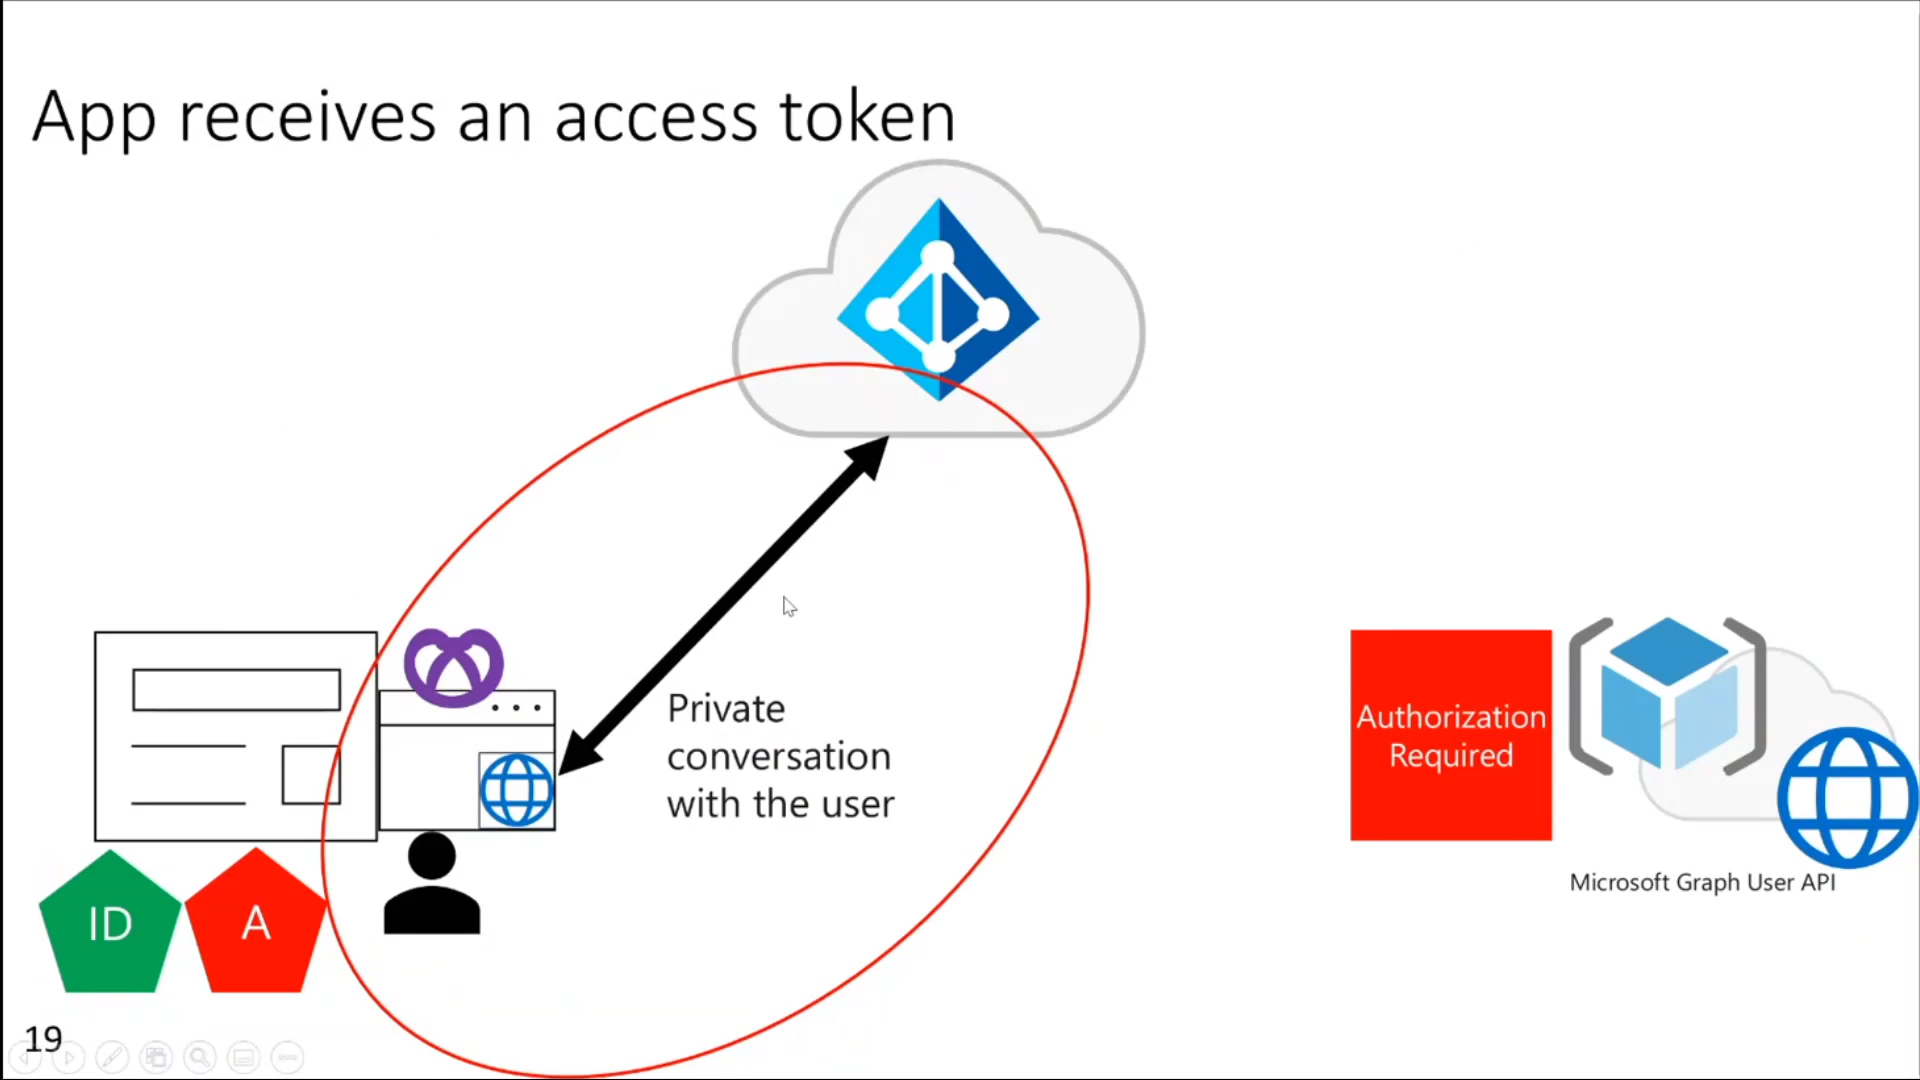 App receives an access token
Private
conversation
with the user
Authorization
Required
Microsoft Graph User API
ID
A
19